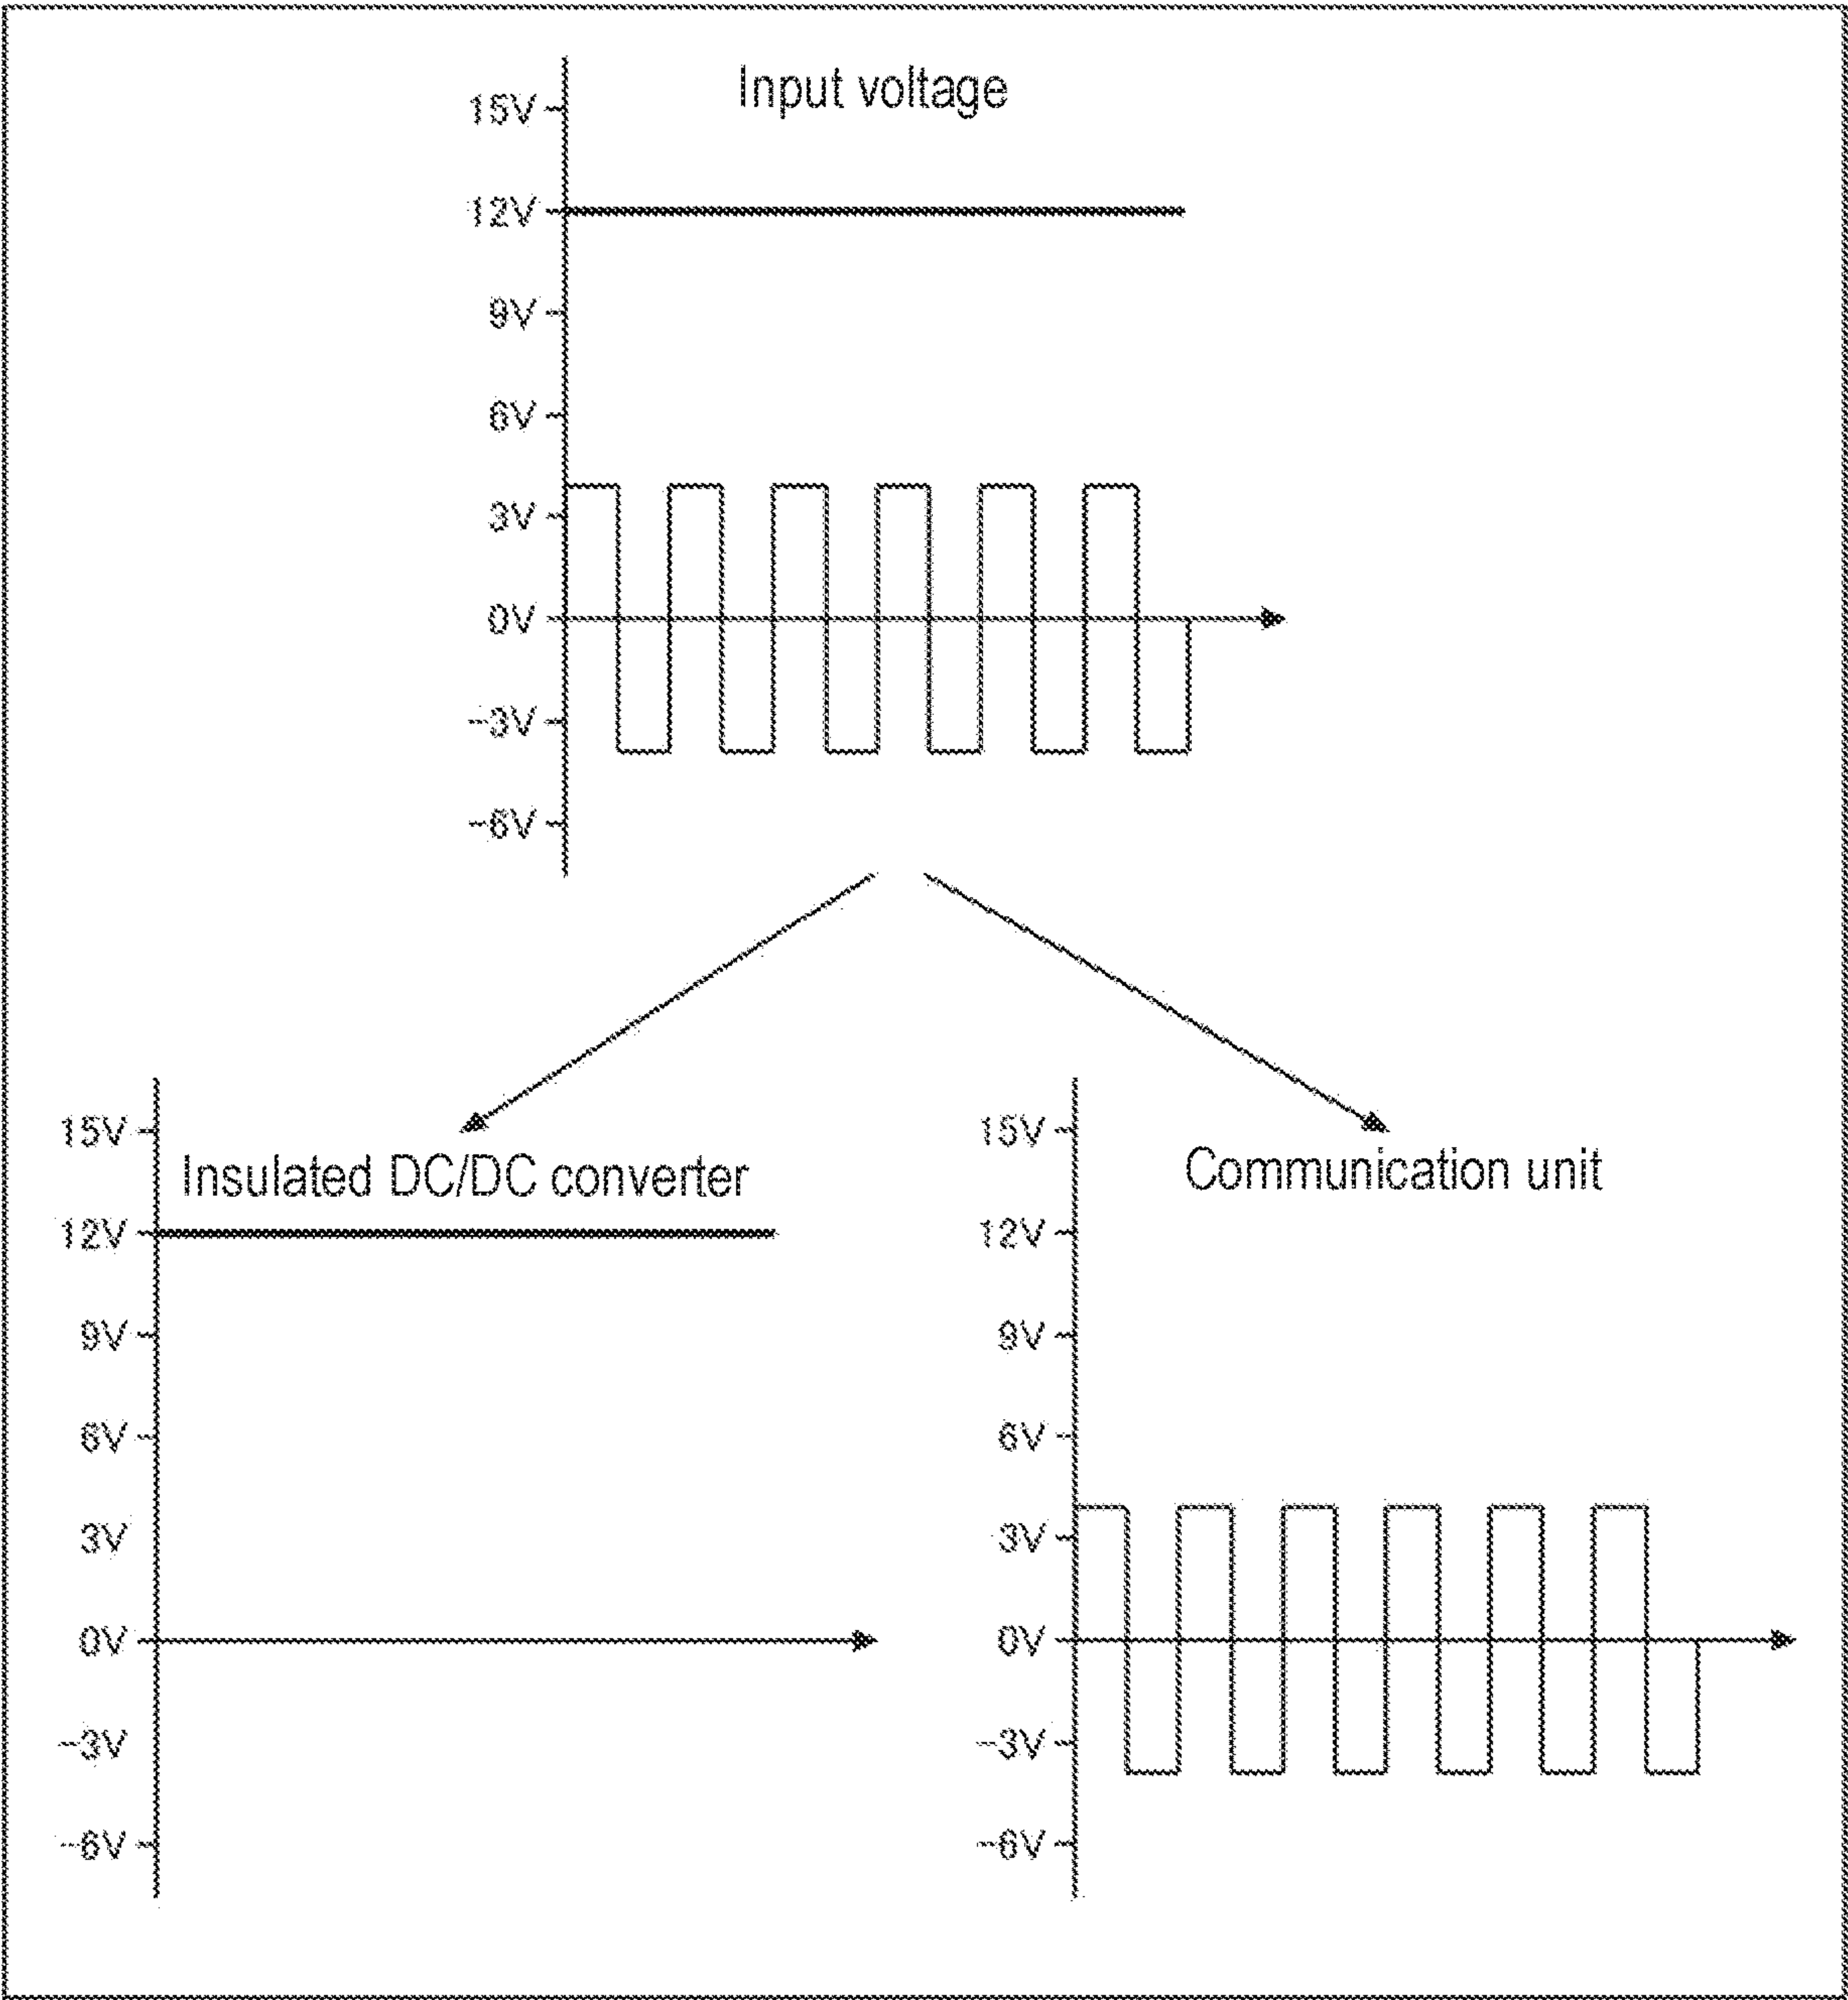 Input voltage
15V
12V
9V
6V
3V
0V
-3V
-6V
15V
Insulated DC/DC converter
12V
9V
6V
3V
0V
-3V
-6V
15V
Communication unit
12V
9V
6V
3V
0V
-3V
-6V